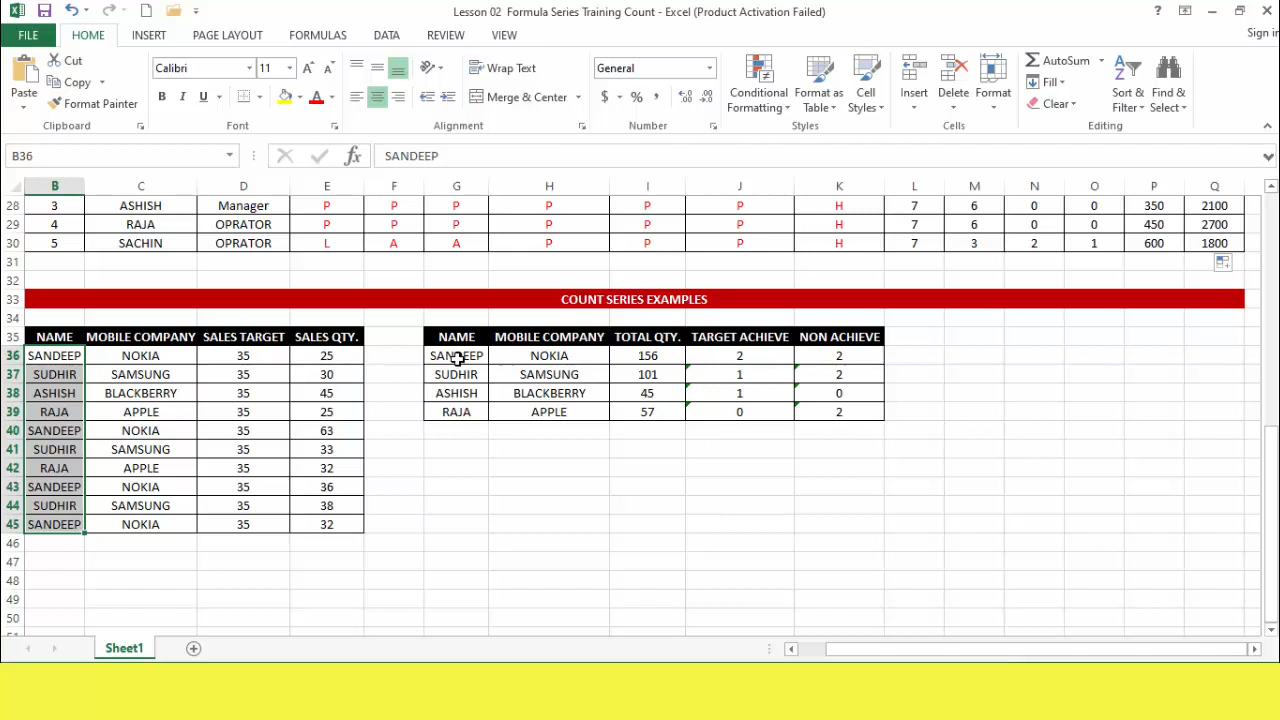 Lesson 02 Formula Series Training Count - Excel (Product Activation Failed)
Sign in
FILE HOME INSERT PAGE LAYOUT FORMULAS DATA REVIEW VIEW
Paste Cut Copy Format Painter
Calibri 11
B I U
Wrap Text
Merge & Center
General
$ % ,
Conditional Formatting Format as Table Cell Styles
Insert Delete Format
AutoSum Fill Clear
Sort & Filter Find & Select
Clipboard Font Alignment Number Styles Cells Editing
B36 fx SANDEEP
B C D E F G H I J K L M N O P Q
28 3 ASHISH Manager P P P P P P H 7 6 0 0 350 2100
29 4 RAJA OPRATOR P P P P P P H 7 6 0 0 450 2700
30 5 SACHIN OPRATOR L A A P P P H 7 3 2 1 600 1800
31
32
33 COUNT SERIES EXAMPLES
34
35 NAME MOBILE COMPANY SALES TARGET SALES QTY. NAME MOBILE COMPANY TOTAL QTY. TARGET ACHIEVE NON ACHIEVE
36 SANDEEP NOKIA 35 25 SANDEEP NOKIA 156 2 2
37 SUDHIR SAMSUNG 35 30 SUDHIR SAMSUNG 101 1 2
38 ASHISH BLACKBERRY 35 45 ASHISH BLACKBERRY 45 1 0
39 RAJA APPLE 35 25 RAJA APPLE 57 0 2
40 SANDEEP NOKIA 35 63
41 SUDHIR SAMSUNG 35 33
42 RAJA APPLE 35 32
43 SANDEEP NOKIA 35 36
44 SUDHIR SAMSUNG 35 38
45 SANDEEP NOKIA 35 32
46
47
48
49
50
Sheet1